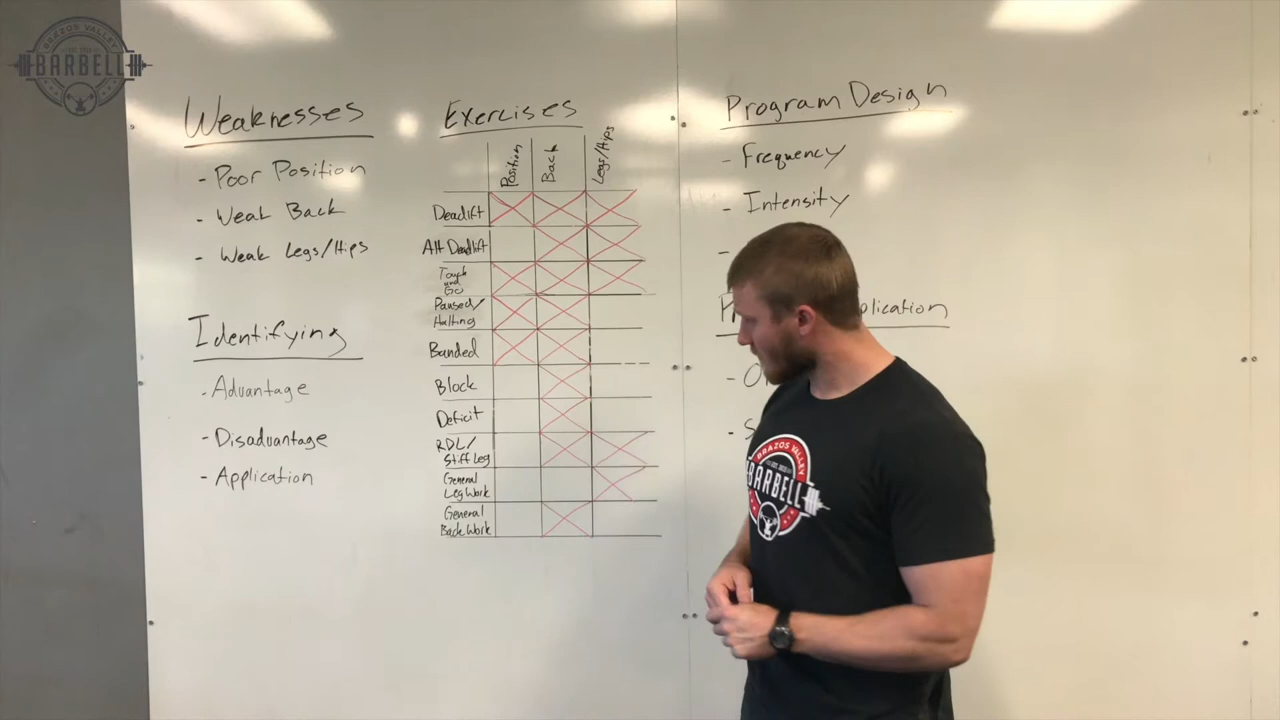 BRAZOS VALLEY
BARBELL
Weaknesses
- Poor Position
- Weak Back
- Weak Legs/Hips
Identifying
- Advantage
- Disadvantage
- Application
Exercises
Position
Back
Legs/Hips
Deadlift
Alt Deadlift
Touch
and
Go
Paused/
Halting
Banded
Block
Deficit
RDL/
Stiff Leg
General
Leg Work
General
Back Work
Program Design
- Frequency
- Intensity
-
plication
-
-
BRAZOS VALLEY
BARBELL